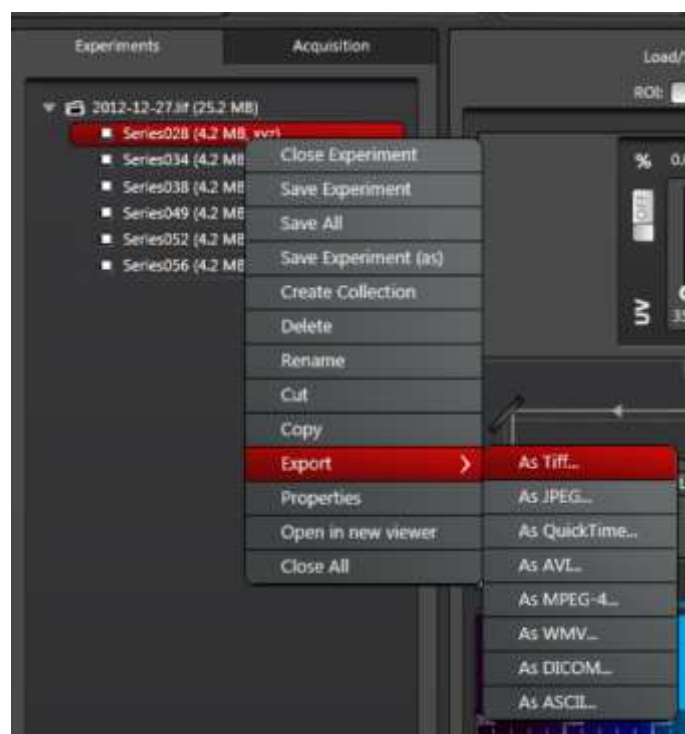 Experiments
Acquisition
Load/
ROI:
2012-12-27.lif (25.2 MB)
Series028 (4.2 MB, xyz)
Series034 (4.2 MB
Series038 (4.2 MB
Series049 (4.2 MB
Series052 (4.2 MB
Series056 (4.2 MB
Close Experiment
Save Experiment
Save All
Save Experiment (as)
Create Collection
Delete
Rename
Cut
Copy
Export
Properties
Open in new viewer
Close All
As Tiff...
As JPEG...
As QuickTime...
As AVI...
As MPEG-4...
As WMV...
As DICOM...
As ASCII...
%
OFF
UV